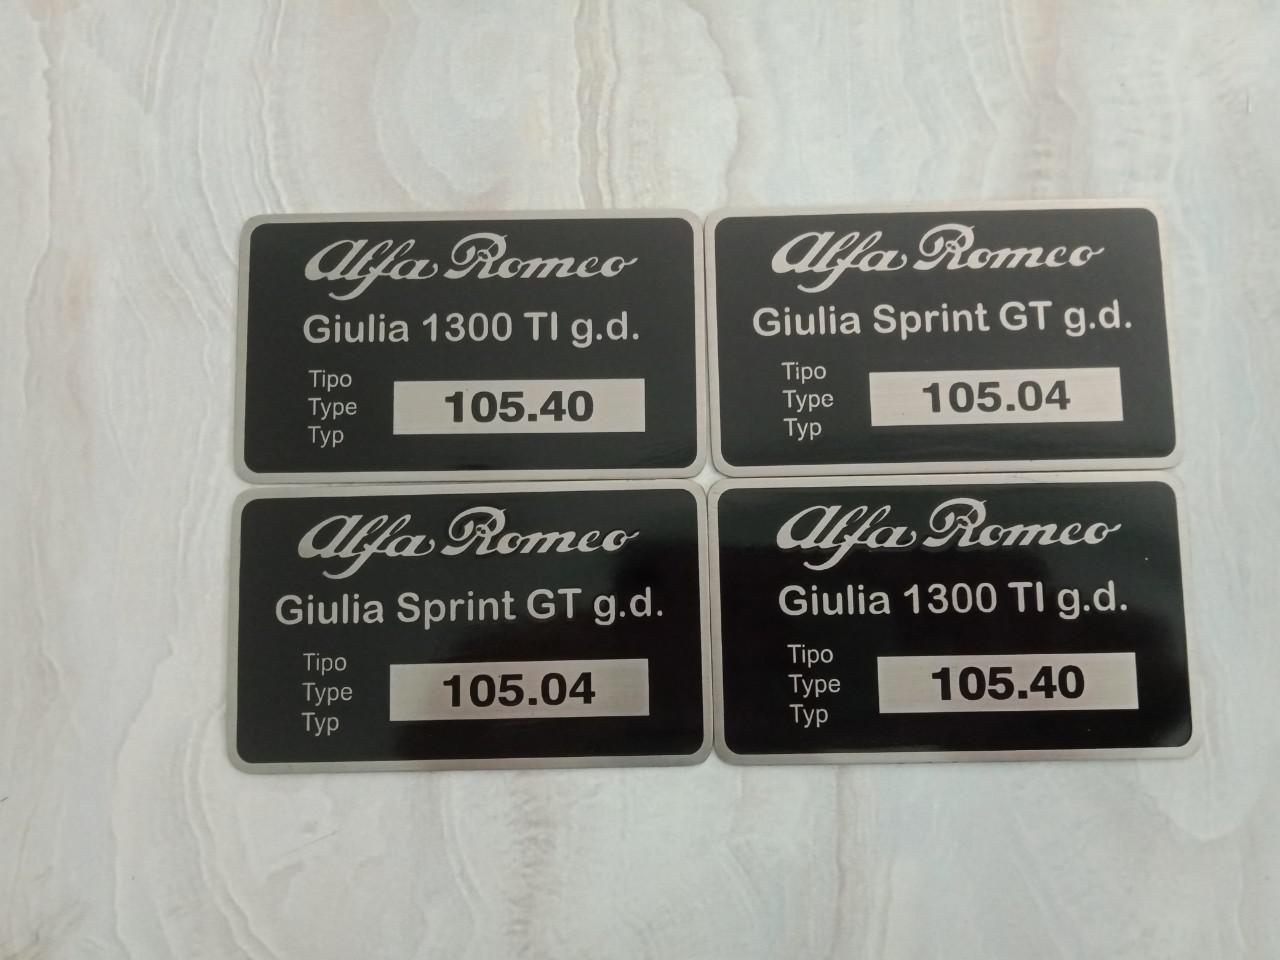 Alfa Romeo
Giulia 1300 TI g.d.
Tipo
Type
Typ
105.40
Alfa Romeo
Giulia Sprint GT g.d.
Tipo
Type
Typ
105.04
Alfa Romeo
Giulia Sprint GT g.d.
Tipo
Type
Typ
105.04
Alfa Romeo
Giulia 1300 TI g.d.
Tipo
Type
Typ
105.40